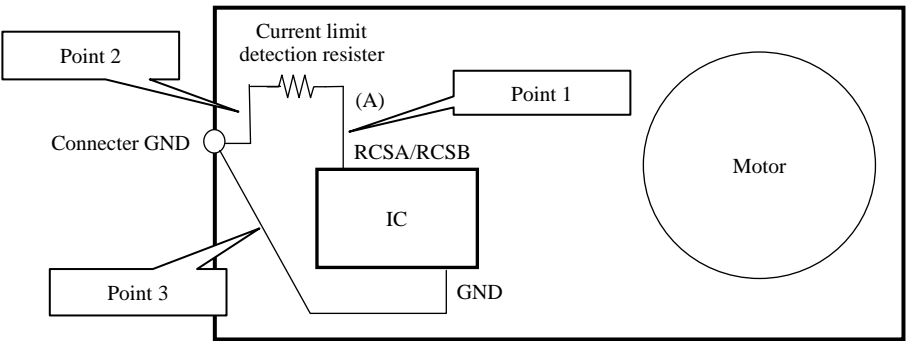 Current limit
detection resister
Point 2
(A)
Point 1
Connecter GND
RCSA/RCSB
Motor
IC
Point 3
GND